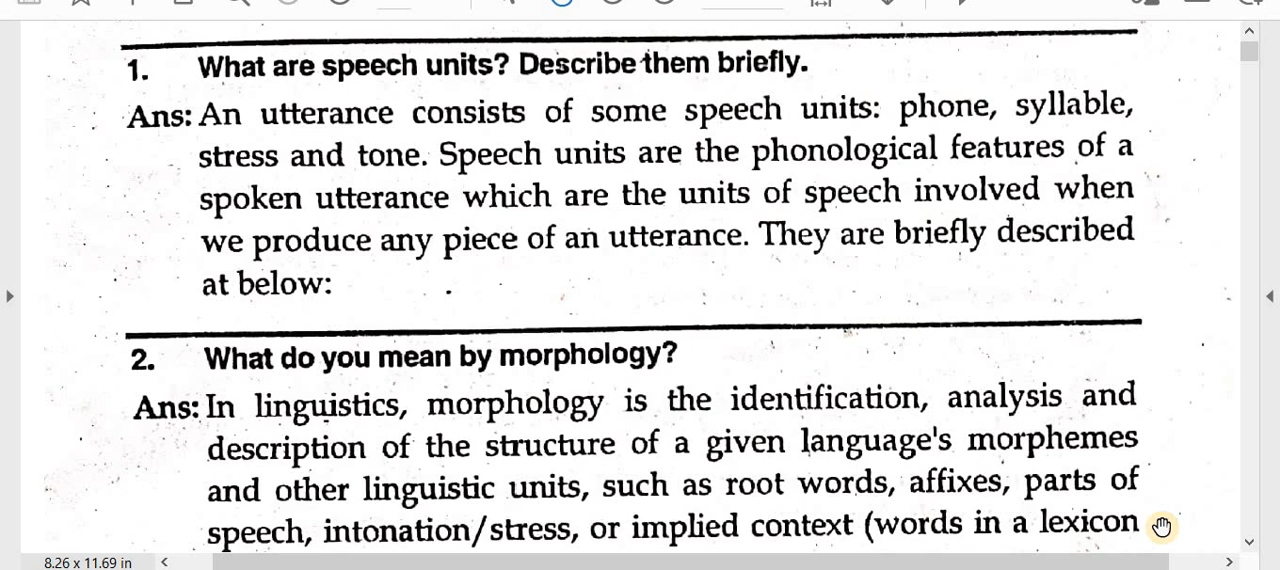 1. What are speech units? Describe them briefly.
Ans: An utterance consists of some speech units: phone, syllable,
stress and tone. Speech units are the phonological features of a
spoken utterance which are the units of speech involved when
we produce any piece of an utterance. They are briefly described
at below:
2. What do you mean by morphology?
Ans: In linguistics, morphology is the identification, analysis and
description of the structure of a given language's morphemes
and other linguistic units, such as root words, affixes, parts of
speech, intonation/stress, or implied context (words in a lexicon
8.26 x 11.69 in